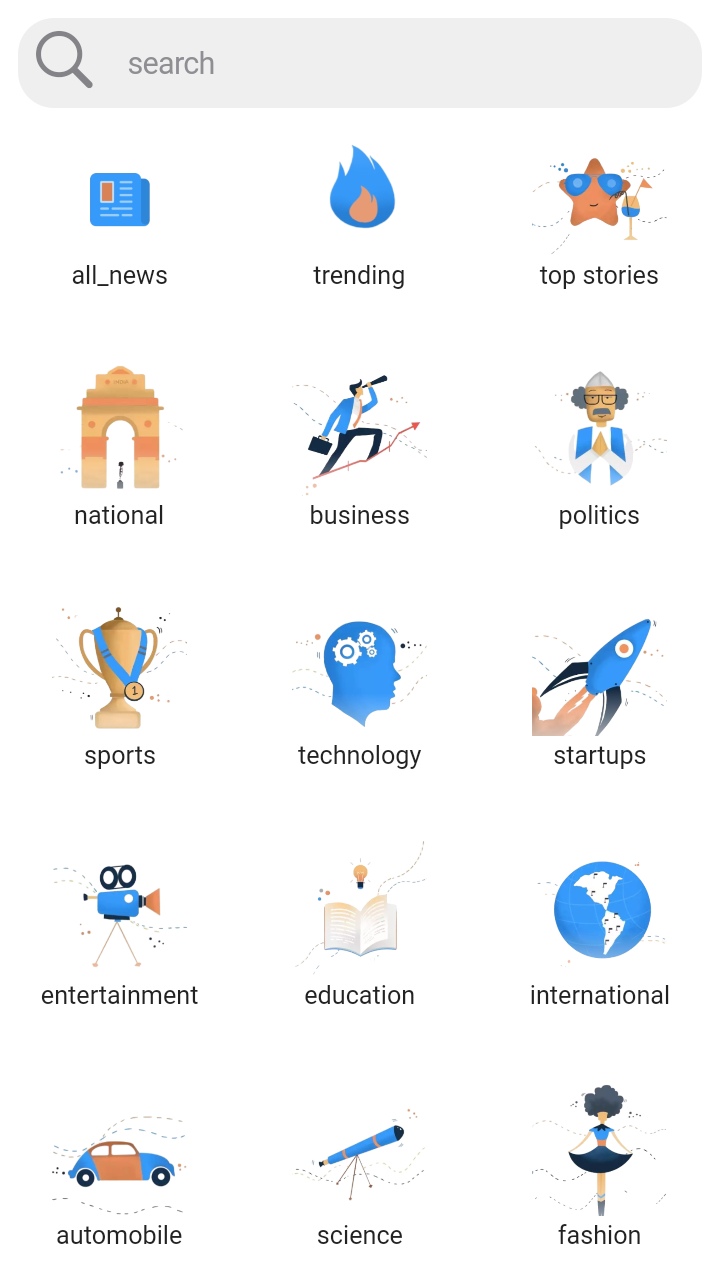 search
all_news
trending
top stories
INDIA
national
business
politics
1
sports
technology
startups
entertainment
education
international
automobile
science
fashion